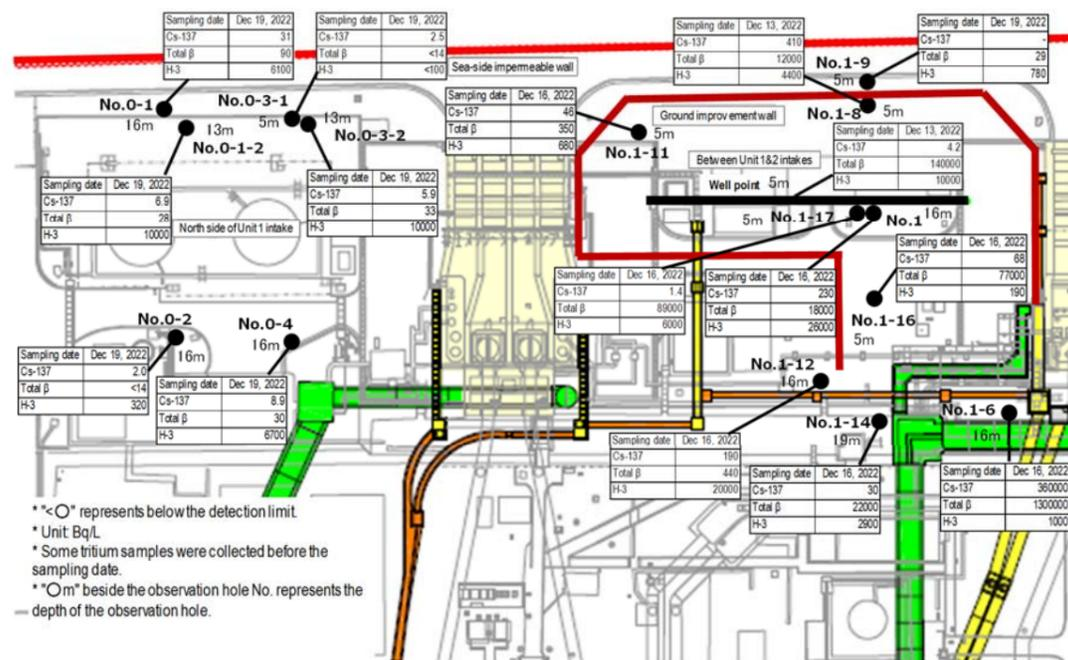 Sampling date Dec 19, 2022
Cs-137 31
Total β 90
H-3 6100
Sampling date Dec 19, 2022
Cs-137 2.5
Total β <14
H-3 <100
Sampling date Dec 13, 2022
Cs-137 410
Total β 12000
H-3 4400
Sampling date Dec 19, 2022
Cs-137 -
Total β 29
H-3 780
Sea-side impermeable wall
No.1-9
5m
No.0-1
16m
No.0-3-1
5m
13m
No.0-3-2
13m
No.0-1-2
Sampling date Dec 16, 2022
Cs-137 46
Total β 350
H-3 680
Ground improvement wall
No.1-8
5m
5m
No.1-11
Sampling date Dec 13, 2022
Cs-137 4.2
Total β 140000
H-3 10000
Between Unit 1&2 intakes
Well point 5m
Sampling date Dec 19, 2022
Cs-137 6.9
Total β 28
H-3 10000
North side of Unit 1 intake
Sampling date Dec 19, 2022
Cs-137 5.9
Total β 33
H-3 10000
5m No.1-17
No.1 16m
Sampling date Dec 16, 2022
Cs-137 68
Total β 77000
H-3 190
Sampling date Dec 16, 2022
Cs-137 1.4
Total β 89000
H-3 6000
Sampling date Dec 16, 2022
Cs-137 230
Total β 18000
H-3 26000
No.1-16
5m
No.0-2
16m
No.0-4
16m
Sampling date Dec 19, 2022
Cs-137 2.0
Total β <14
H-3 320
Sampling date Dec 19, 2022
Cs-137 8.9
Total β 30
H-3 6700
No.1-12
16m
No.1-14
19m
No.1-6
16m
Sampling date Dec 16, 2022
Cs-137 190
Total β 440
H-3 20000
Sampling date Dec 16, 2022
Cs-137 30
Total β 22000
H-3 2900
Sampling date Dec 16, 2022
Cs-137 360000
Total β 1300000
H-3 1000
* "<○" represents below the detection limit.
* Unit: Bq/L
* Some tritium samples were collected before the
sampling date.
* "○m" beside the observation hole No. represents the
depth of the observation hole.